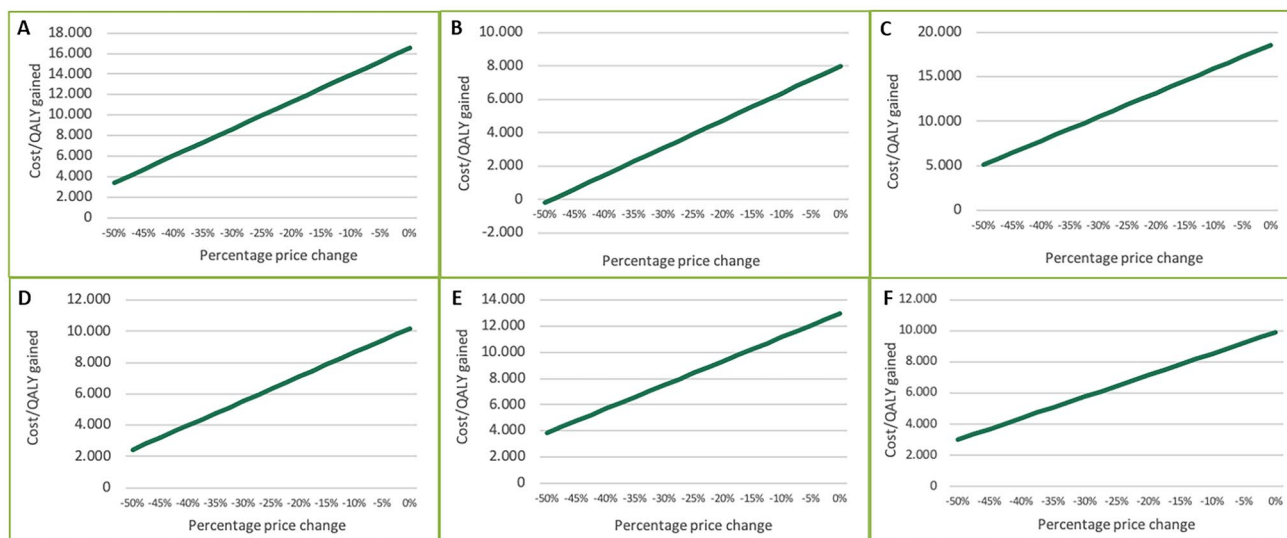 A
18.000
16.000
14.000
12.000
10.000
8.000
6.000
4.000
2.000
0
Cost/QALY gained
-50% -45% -40% -35% -30% -25% -20% -15% -10% -5% 0%
Percentage price change
B
10.000
8.000
6.000
4.000
2.000
0
-2.000
Cost/QALY gained
-50% -45% -40% -35% -30% -25% -20% -15% -10% -5% 0%
Percentage price change
C
20.000
15.000
10.000
5.000
0
Cost/QALY gained
-50% -45% -40% -35% -30% -25% -20% -15% -10% -5% 0%
Percentage price change
D
12.000
10.000
8.000
6.000
4.000
2.000
0
Cost/QALY gained
-50% -45% -40% -35% -30% -25% -20% -15% -10% -5% 0%
Percentage price change
E
14.000
12.000
10.000
8.000
6.000
4.000
2.000
0
Cost/QALY gained
-50% -45% -40% -35% -30% -25% -20% -15% -10% -5% 0%
Percentage price change
F
12.000
10.000
8.000
6.000
4.000
2.000
0
Cost/QALY gained
-50% -45% -40% -35% -30% -25% -20% -15% -10% -5% 0%
Percentage price change